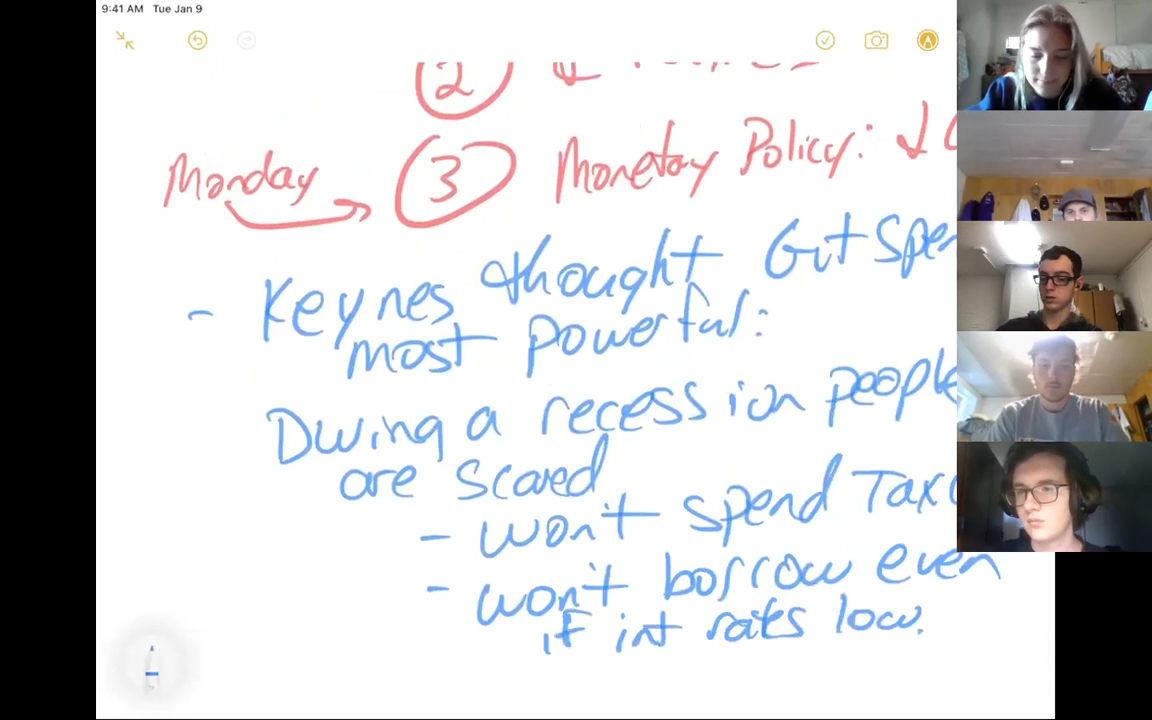 9:41 AM Tue Jan 9
2
Monday 3 Monetary Policy: ↓
- Keynes thought Gvt Spen
most powerful:
During a recession people
are scared
- won't spend Tax
- won't borrow even
if int rates low.